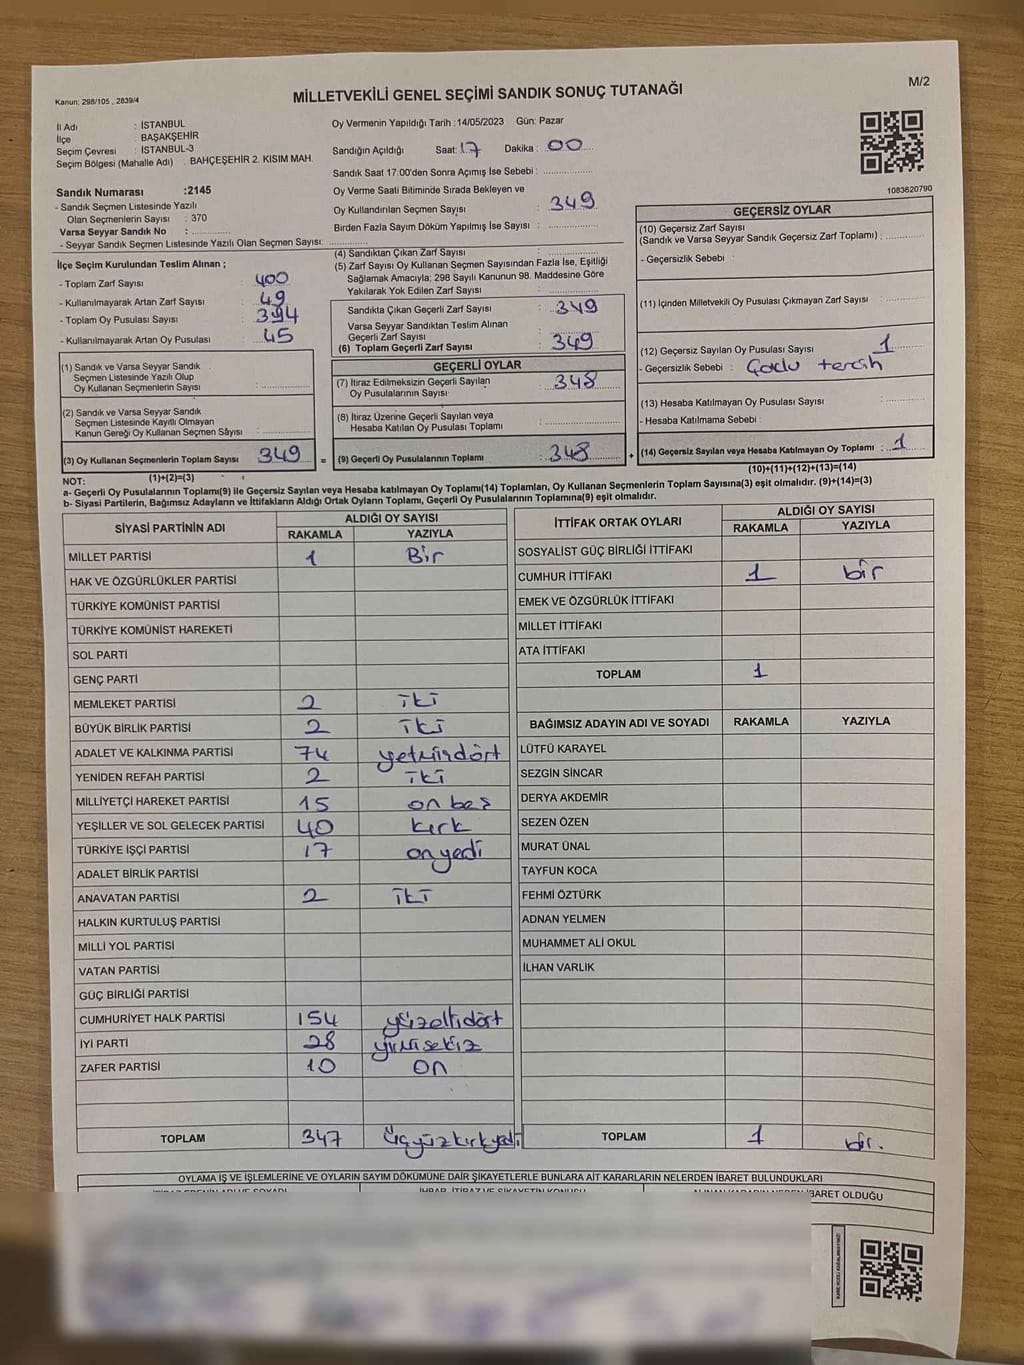 Kanun: 298/105 , 2839/4
MİLLETVEKİLİ GENEL SEÇİMİ SANDIK SONUÇ TUTANAĞI
M/2
İl Adı : İSTANBUL
İlçe : BAŞAKŞEHİR
Seçim Çevresi : İSTANBUL-3
Seçim Bölgesi (Mahalle Adı) : BAHÇEŞEHİR 2. KISIM MAH.
Sandık Numarası :2145
- Sandık Seçmen Listesinde Yazılı
Olan Seçmenlerin Sayısı : 370
Varsa Seyyar Sandık No :
- Seyyar Sandık Seçmen Listesinde Yazılı Olan Seçmen Sayısı:
Oy Vermenin Yapıldığı Tarih :14/05/2023 Gün: Pazar
Sandığın Açıldığı Saat: 17 Dakika : 00
Sandık Saat 17.00'den Sonra Açımış İse Sebebi :
Oy Verme Saati Bitiminde Sırada Bekleyen ve
Oy Kullandırılan Seçmen Sayısı : 349
Birden Fazla Sayım Döküm Yapılmış İse Sayısı :
1083620790
İlçe Seçim Kurulundan Teslim Alınan ;
- Toplam Zarf Sayısı : 400
- Kullanılmayarak Artan Zarf Sayısı : 49
- Toplam Oy Pusulası Sayısı : 394
- Kullanılmayarak Artan Oy Pusulası : 45
(1) Sandık ve Varsa Seyyar Sandık
Seçmen Listesinde Yazılı Olup
Oy Kullanan Seçmenlerin Sayısı :
(2) Sandık ve Varsa Seyyar Sandık
Seçmen Listesinde Kayıtlı Olmayan
Kanun Gereği Oy Kullanan Seçmen Sayısı :
(3) Oy Kullanan Seçmenlerin Toplam Sayısı 349 =
(4) Sandıktan Çıkan Zarf Sayısı :
(5) Zarf Sayısı Oy Kullanan Seçmen Sayısından Fazla İse, Eşitliği
Sağlamak Amacıyla; 298 Sayılı Kanunun 98. Maddesine Göre
Yakılarak Yok Edilen Zarf Sayısı :
Sandıkta Çıkan Geçerli Zarf Sayısı : 349
Varsa Seyyar Sandıktan Teslim Alınan
Geçerli Zarf Sayısı :
(6) Toplam Geçerli Zarf Sayısı : 349
GEÇERLİ OYLAR
(7) İtiraz Edilmeksizin Geçerli Sayılan
Oy Pusulalarının Sayısı : 348
(8) İtiraz Üzerine Geçerli Sayılan veya
Hesaba Katılan Oy Pusulası Toplamı :
(9) Geçerli Oy Pusulalarının Toplamı : 348 +
GEÇERSİZ OYLAR
(10) Geçersiz Zarf Sayısı
(Sandık ve Varsa Seyyar Sandık Geçersiz Zarf Toplamı) :
- Geçersizlik Sebebi :
(11) İçinden Milletvekili Oy Pusulası Çıkmayan Zarf Sayısı :
(12) Geçersiz Sayılan Oy Pusulası Sayısı : 1
- Geçersizlik Sebebi : Çoklu tercih
(13) Hesaba Katılmayan Oy Pusulası Sayısı :
- Hesaba Katılmama Sebebi :
(14) Geçersiz Sayılan veya Hesaba Katılmayan Oy Toplamı : 1
NOT: (1)+(2)=(3) (10)+(11)+(12)+(13)=(14)
a- Geçerli Oy Pusulalarının Toplamı(9) ile Geçersiz Sayılan veya Hesaba Katılmayan Oy Toplamı(14) Toplamları, Oy Kullanan Seçmenlerin Toplam Sayısına(3) eşit olmalıdır. (9)+(14)=(3)
b- Siyasi Partilerin, Bağımsız Adayların ve İttifakların Aldığı Ortak Oyların Toplamı, Geçerli Oy Pusulalarının Toplamına(9) eşit olmalıdır.
SİYASİ PARTİNİN ADI ALDIĞI OY SAYISI
RAKAMLA YAZIYLA
MİLLET PARTİSİ 1 Bir
HAK VE ÖZGÜRLÜKLER PARTİSİ
TÜRKİYE KOMÜNİST PARTİSİ
TÜRKİYE KOMÜNİST HAREKETİ
SOL PARTİ
GENÇ PARTİ
MEMLEKET PARTİSİ 2 iki
BÜYÜK BİRLİK PARTİSİ 2 iki
ADALET VE KALKINMA PARTİSİ 74 yetmişdört
YENİDEN REFAH PARTİSİ 2 iki
MİLLİYETÇİ HAREKET PARTİSİ 15 on beş
YEŞİLLER VE SOL GELECEK PARTİSİ 40 kırk
TÜRKİYE İŞÇİ PARTİSİ 17 onyedi
ADALET BİRLİK PARTİSİ
ANAVATAN PARTİSİ 2 iki
HALKIN KURTULUŞ PARTİSİ
MİLLİ YOL PARTİSİ
VATAN PARTİSİ
GÜÇ BİRLİĞİ PARTİSİ
CUMHURİYET HALK PARTİSİ 154 yüzellidört
İYİ PARTİ 28 yirmisekiz
ZAFER PARTİSİ 10 on
TOPLAM 347 üçyüzkırkyedi
İTTİFAK ORTAK OYLARI ALDIĞI OY SAYISI
RAKAMLA YAZIYLA
SOSYALİST GÜÇ BİRLİĞİ İTTİFAKI
CUMHUR İTTİFAKI 1 bir
EMEK VE ÖZGÜRLÜK İTTİFAKI
MİLLET İTTİFAKI
ATA İTTİFAKI
TOPLAM 1
BAĞIMSIZ ADAYIN ADI VE SOYADI RAKAMLA YAZIYLA
LÜTFÜ KARAYEL
SEZGİN SİNCAR
DERYA AKDEMİR
SEZEN ÖZEN
MURAT ÜNAL
TAYFUN KOCA
FEHMİ ÖZTÜRK
ADNAN YELMEN
MUHAMMET ALİ OKUL
İLHAN VARLIK
TOPLAM 1 bir.
OYLAMA İŞ VE İŞLEMLERİNE VE OYLARIN SAYIM DÖKÜMÜNE DAİR ŞİKAYETLERLE BUNLARA AİT KARARLARIN NELERDEN İBARET BULUNDUKLARI
İBARET OLDUĞU